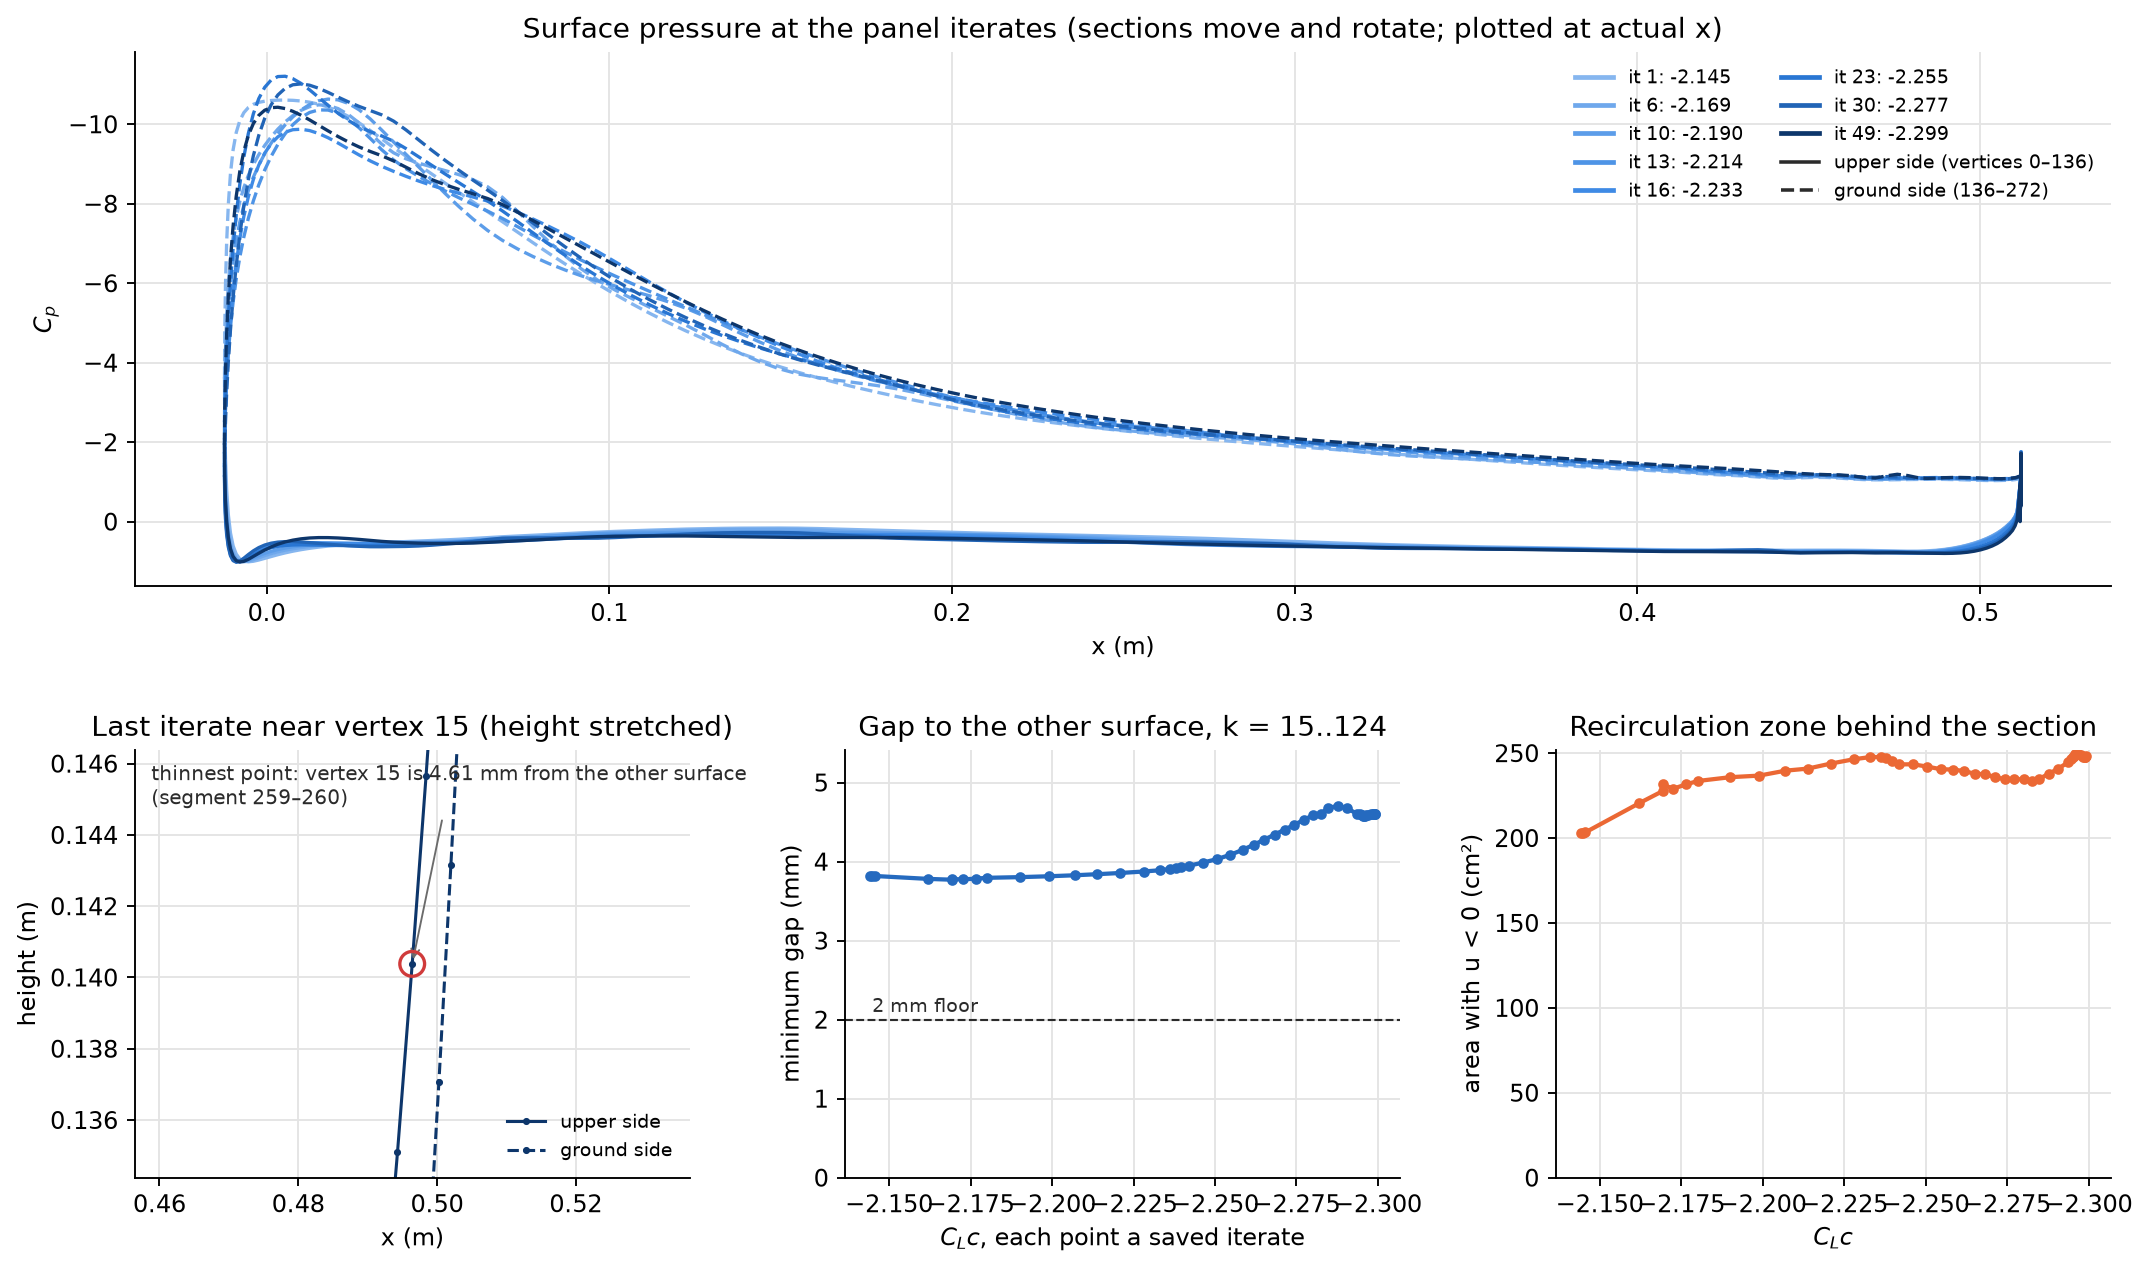 Surface pressure at the panel iterates (sections move and rotate; plotted at actual x)
it 1: -2.145
it 6: -2.169
it 10: -2.190
it 13: -2.214
it 16: -2.233
it 23: -2.255
it 30: -2.277
it 49: -2.299
upper side (vertices 0–136)
ground side (136–272)
−10
−8
−6
−4
−2
0
Cp
0.0 0.1 0.2 0.3 0.4 0.5
x (m)
Last iterate near vertex 15 (height stretched)
thinnest point: vertex 15 is 4.61 mm from the other surface
(segment 259–260)
0.146
0.144
0.142
0.140
0.138
0.136
height (m)
upper side
ground side
0.46 0.48 0.50 0.52
x (m)
Gap to the other surface, k = 15..124
5
4
3
2
1
0
minimum gap (mm)
2 mm floor
−2.150 −2.175 −2.200 −2.225 −2.250 −2.275 −2.300
CLc, each point a saved iterate
Recirculation zone behind the section
250
200
150
100
50
0
area with u < 0 (cm²)
−2.150 −2.175 −2.200 −2.225 −2.250 −2.275 −2.300
CLc